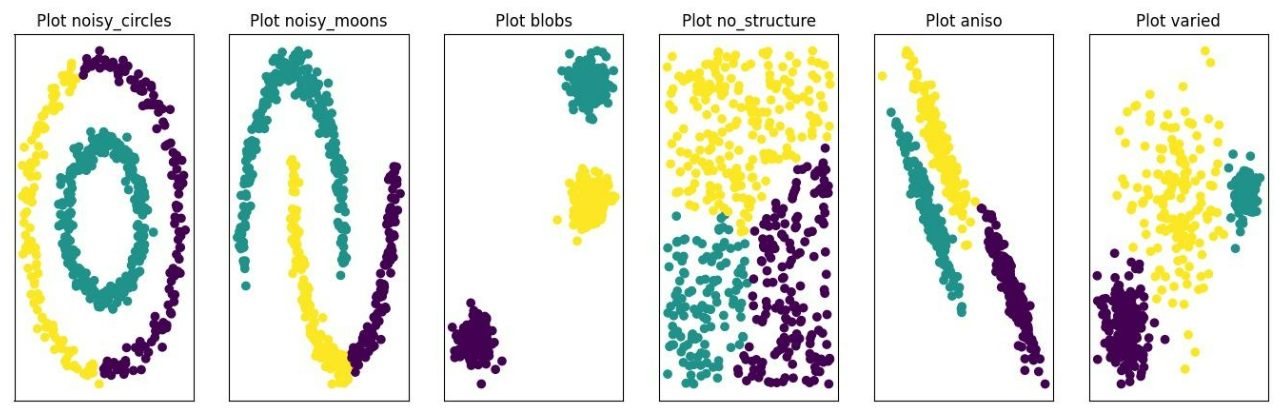 Plot noisy_circles
Plot noisy_moons
Plot blobs
Plot no_structure
Plot aniso
Plot varied